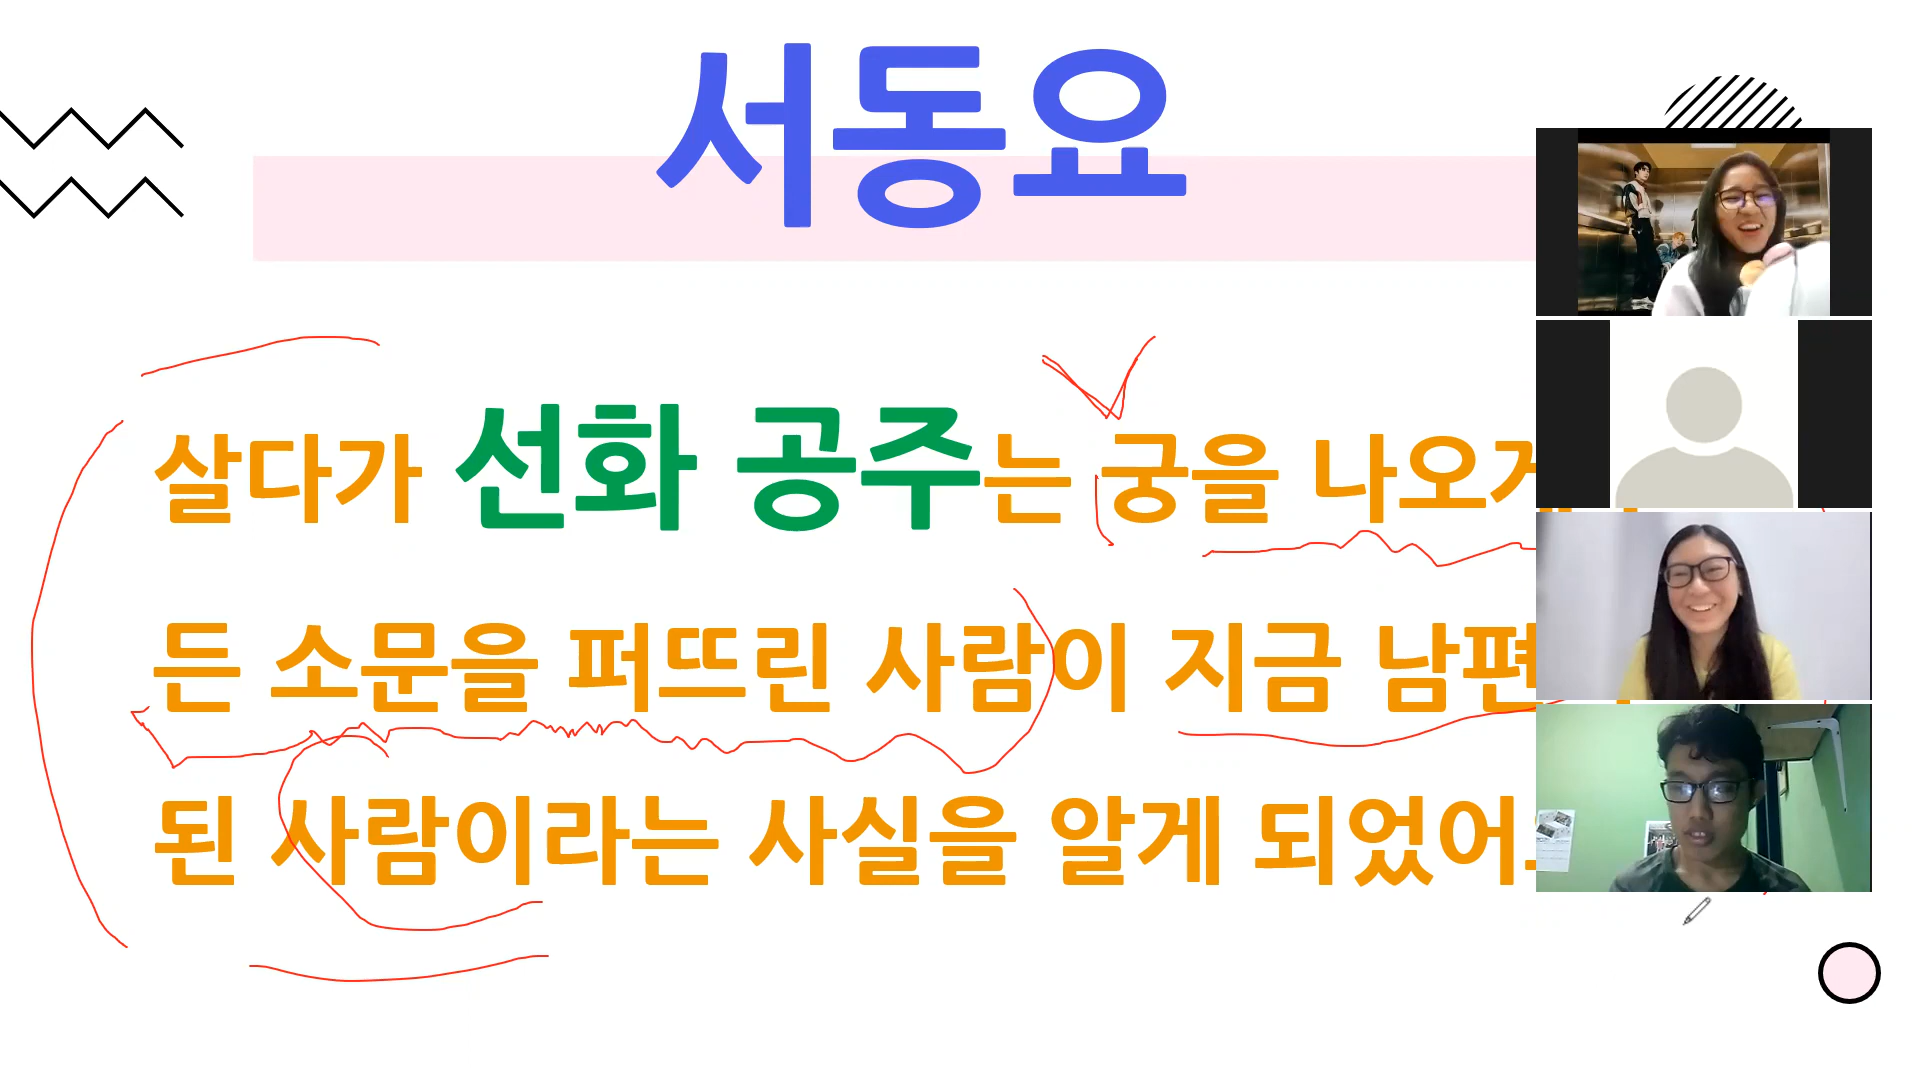 서동요
살다가 선화 공주는 궁을 나오
든 소문을 퍼뜨린 사람이 지금 남편
된 사람이라는 사실을 알게 되었어